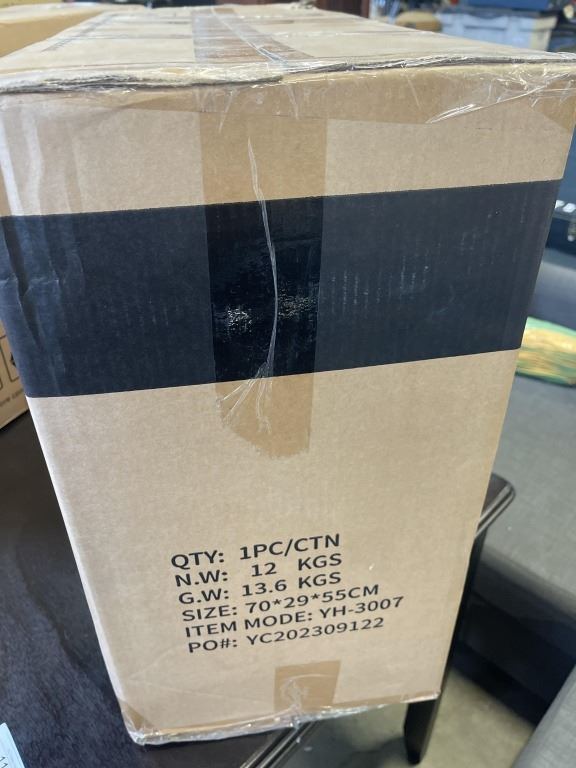 QTY: 1PC/CTN
N.W: 12 KGS
G.W: 13.6 KGS
SIZE: 70*29*55CM
ITEM MODE: YH-3007
PO#: YC202309122